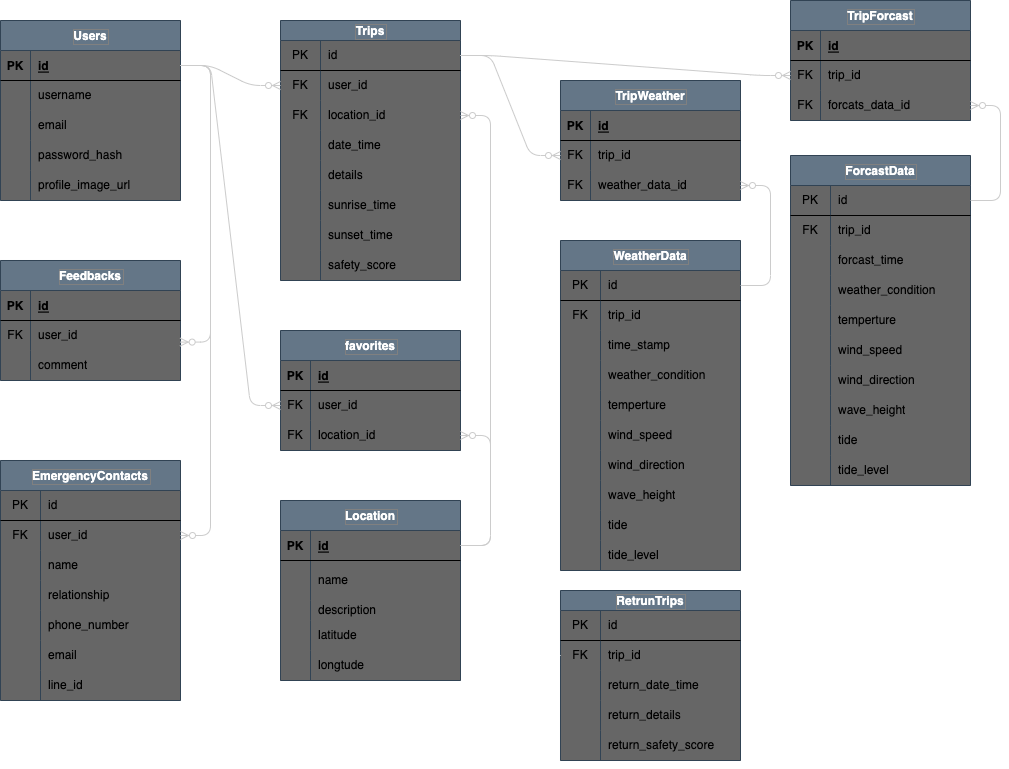 Users
PK id
username
email
password_hash
profile_image_url
Feedbacks
PK id
FK user_id
comment
EmergencyContacts
PK id
FK user_id
name
relationship
phone_number
email
line_id
Trips
PK id
FK user_id
FK location_id
date_time
details
sunrise_time
sunset_time
safety_score
favorites
PK id
FK user_id
FK location_id
Location
PK id
name
description
latitude
longtude
TripWeather
PK id
FK trip_id
FK weather_data_id
WeatherData
PK id
FK trip_id
time_stamp
weather_condition
temperture
wind_speed
wind_direction
wave_height
tide
tide_level
RetrunTrips
PK id
FK trip_id
return_date_time
return_details
return_safety_score
TripForcast
PK id
FK trip_id
FK forcats_data_id
ForcastData
PK id
FK trip_id
forcast_time
weather_condition
temperture
wind_speed
wind_direction
wave_height
tide
tide_level